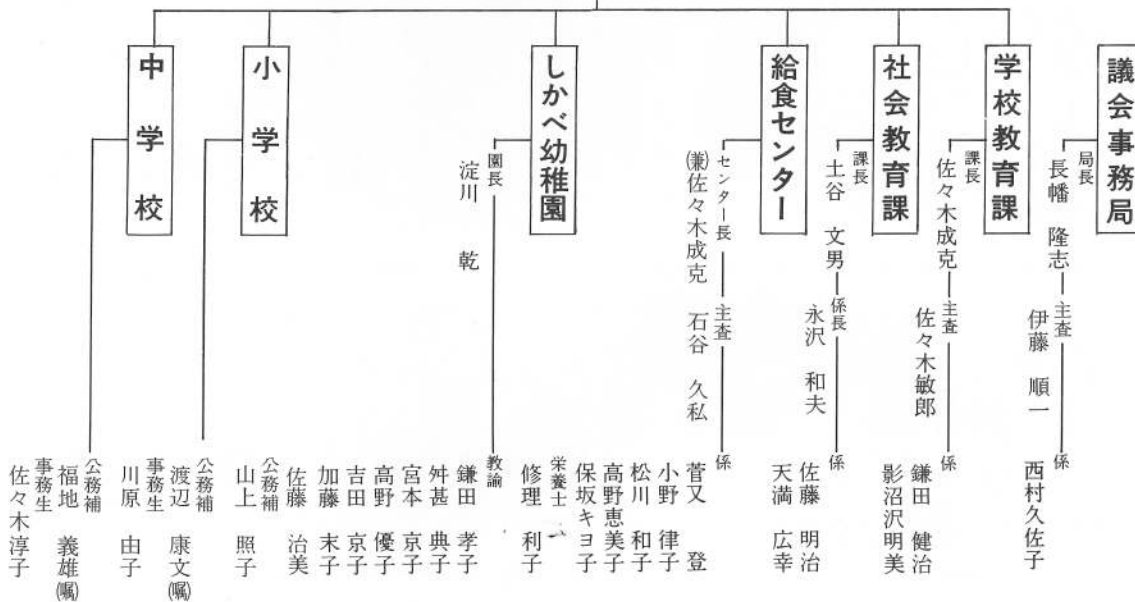 議会事務局
局長
長幡 隆志
主査
伊藤 順一
係
西村久佐子
学校教育課
課長
佐々木成克
主査
佐々木敏郎
係
鎌田 健治
影沼沢明美
社会教育課
課長
土谷 文男
係長
永沢 和夫
係
佐藤 明治
天満 広幸
給食センター
センター長
(兼)佐々木成克
主査
石谷 久私
係
菅又 登
小野 律子
松川 和子
高野恵美子
保坂キヨ子
栄養士
修理 利子
しかべ幼稚園
園長
淀川 乾
教諭
鎌田 孝子
舛甚 典子
宮本 京子
高野 優子
吉田 京子
加藤 末子
佐藤 治美
小学校
公務補
山上 照子
公務補
渡辺 康文(嘱)
事務生
川原 由子
中学校
公務補
福地 義雄(嘱)
事務生
佐々木淳子